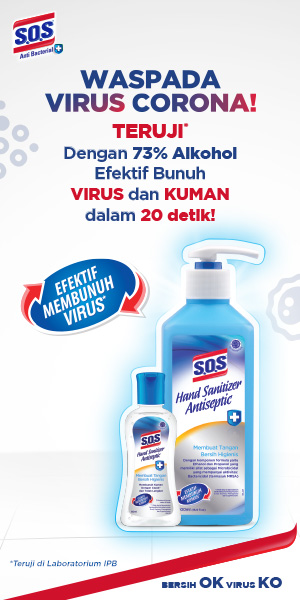 S.O.S
Anti Bacterial
WASPADA
VIRUS CORONA!
TERUJI*
Dengan 73% Alkohol
Efektif Bunuh
VIRUS dan KUMAN
dalam 20 detik!
EFEKTIF
MEMBUNUH
VIRUS*
S.O.S
Hand Sanitizer
Antiseptic
Membuat Tangan
Bersih Higienis
S.O.S
Hand Sanitizer
Antiseptic
*Teruji di Laboratorium IPB
BERSIH OK VIRUS KO